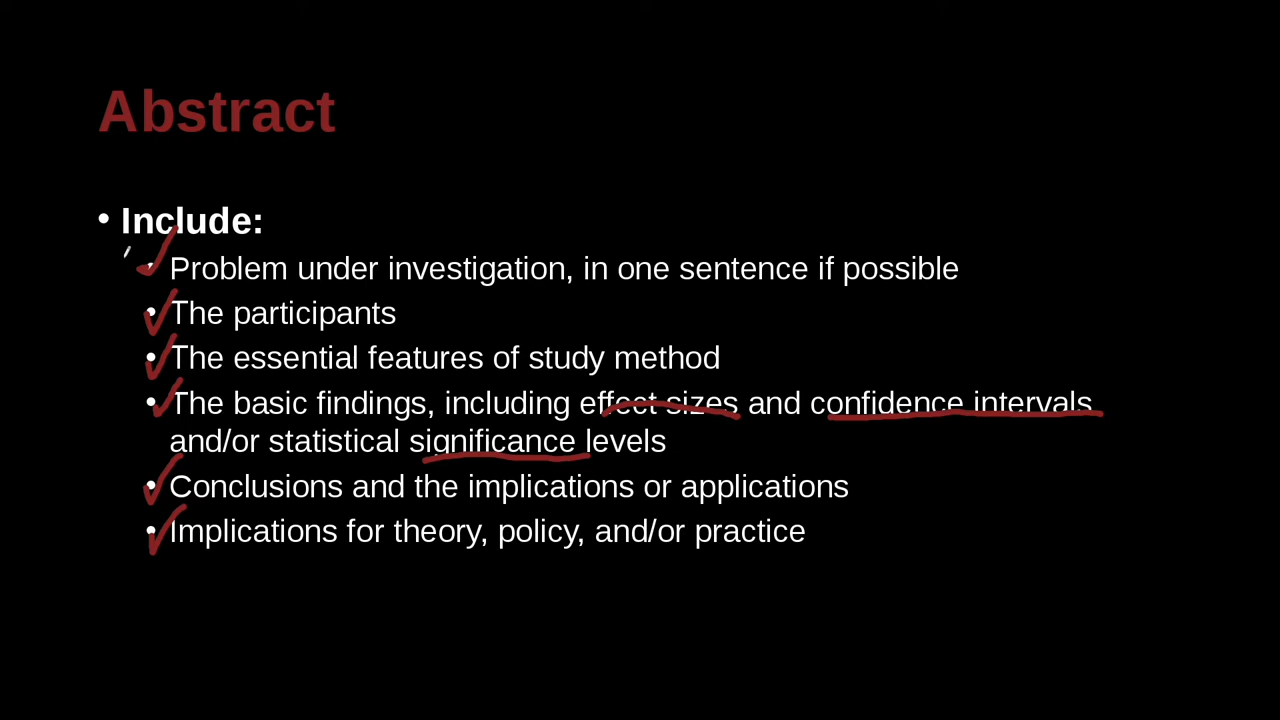 Abstract
• Include:
• Problem under investigation, in one sentence if possible
• The participants
• The essential features of study method
• The basic findings, including effect sizes and confidence intervals
and/or statistical significance levels
• Conclusions and the implications or applications
• Implications for theory, policy, and/or practice